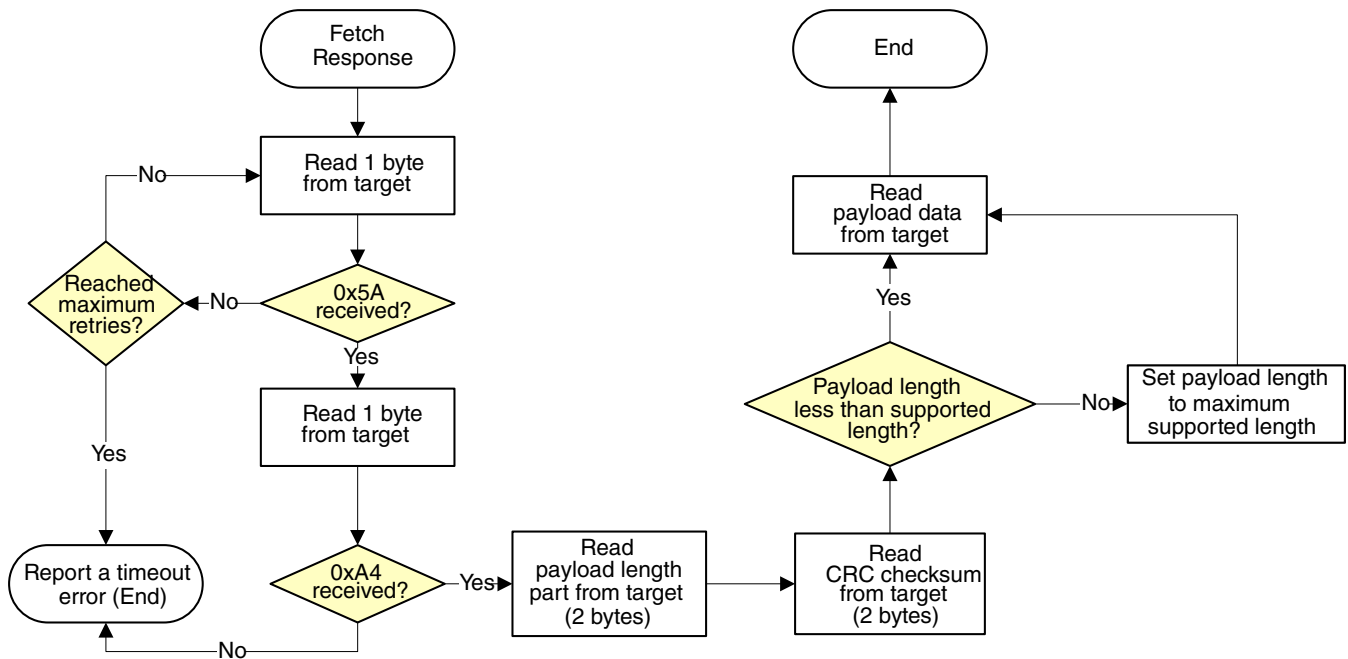 Fetch
Response
Read 1 byte
from target
No
Reached
maximum
retries?
No
0x5A
received?
Yes
Read 1 byte
from target
Yes
Report a timeout
error (End)
0xA4
received?
No
Yes
Read
payload length
part from target
(2 bytes)
Read
CRC checksum
from target
(2 bytes)
Payload length
less than supported
length?
No
Set payload length
to maximum
supported length
Yes
Read
payload data
from target
End